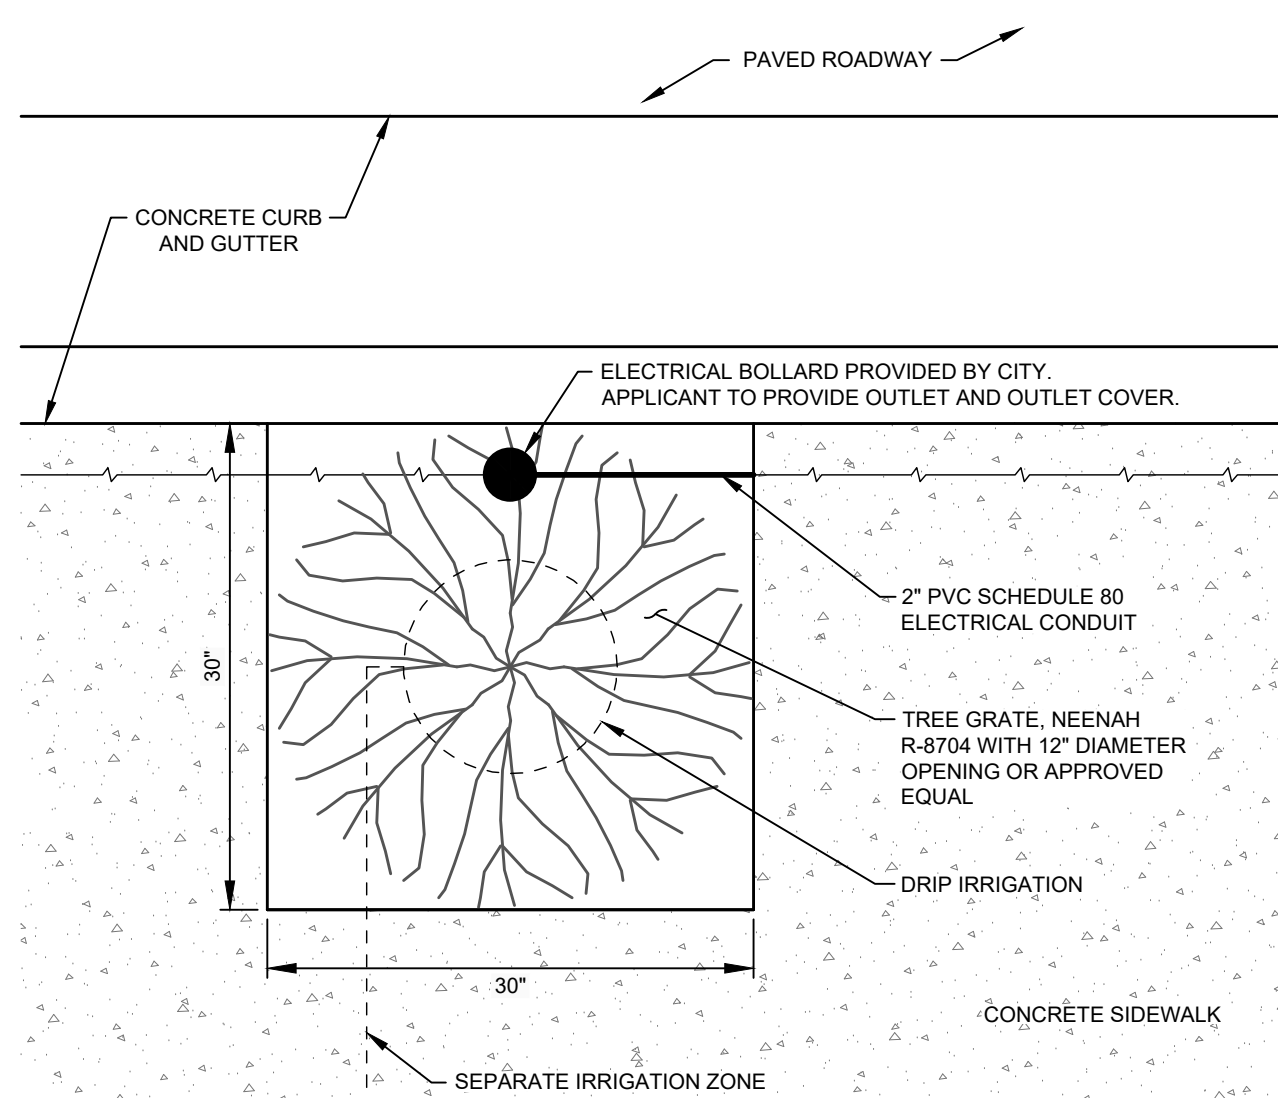 PAVED ROADWAY
CONCRETE CURB
AND GUTTER
ELECTRICAL BOLLARD PROVIDED BY CITY.
APPLICANT TO PROVIDE OUTLET AND OUTLET COVER.
2" PVC SCHEDULE 80
ELECTRICAL CONDUIT
30"
TREE GRATE, NEENAH
R-8704 WITH 12" DIAMETER
OPENING OR APPROVED
EQUAL
DRIP IRRIGATION
30"
CONCRETE SIDEWALK
SEPARATE IRRIGATION ZONE